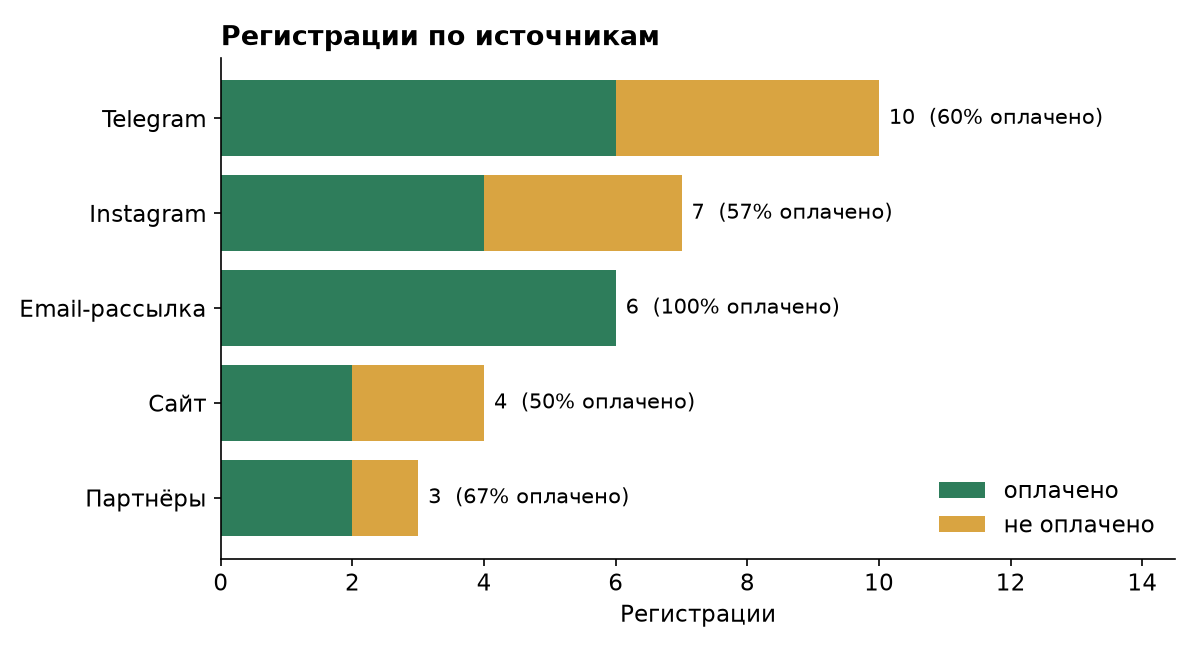 Регистрации по источникам
Telegram
10 (60% оплачено)
Instagram
7 (57% оплачено)
Email-рассылка
6 (100% оплачено)
Сайт
4 (50% оплачено)
Партнёры
3 (67% оплачено)
оплачено
не оплачено
0 2 4 6 8 10 12 14
Регистрации